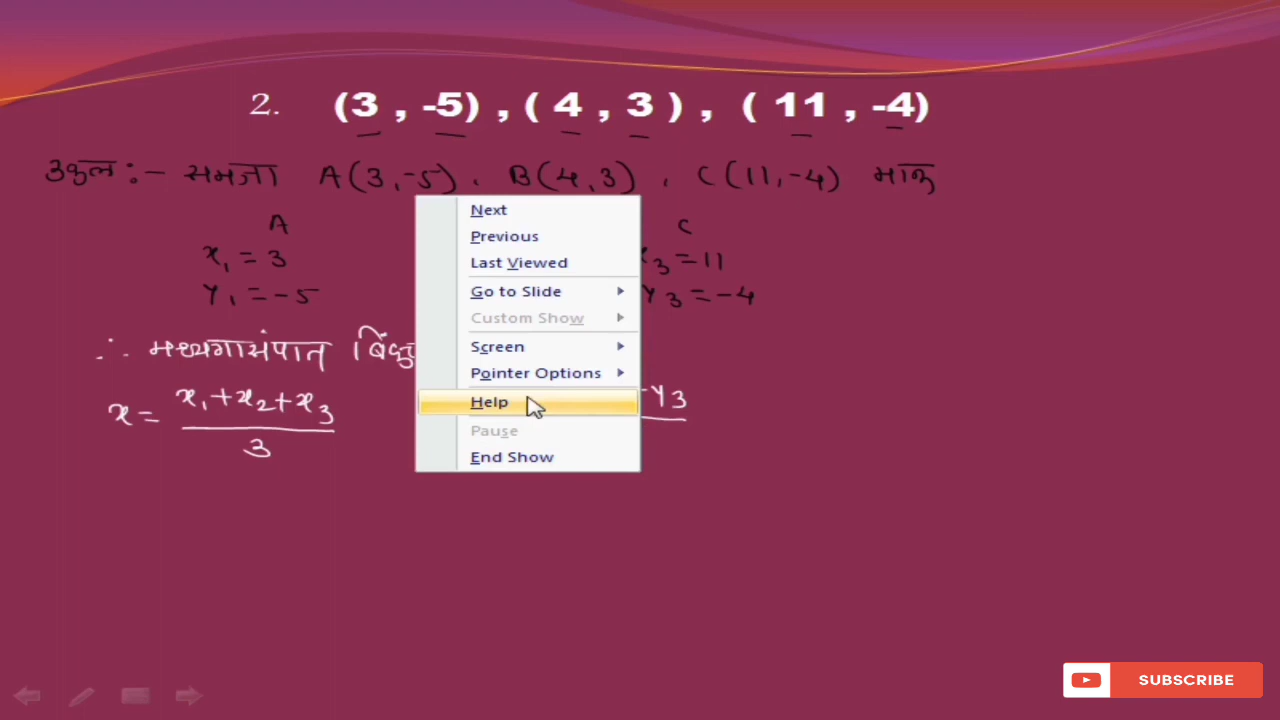 2. (3 , -5) , ( 4 , 3 ) , ( 11 , -4)
उकल :- समजा A(3,-5), B(4,3), C(11,-4)
A C
x₁ = 3 x₃ = 11
y₁ = -5 y₃ = -4
∴ मध्यगासंपात बिंदु
x = x₁+x₂+x₃ / 3 y₃
Next
Previous
Last Viewed
Go to Slide
Custom Show
Screen
Pointer Options
Help
Pause
End Show
SUBSCRIBE